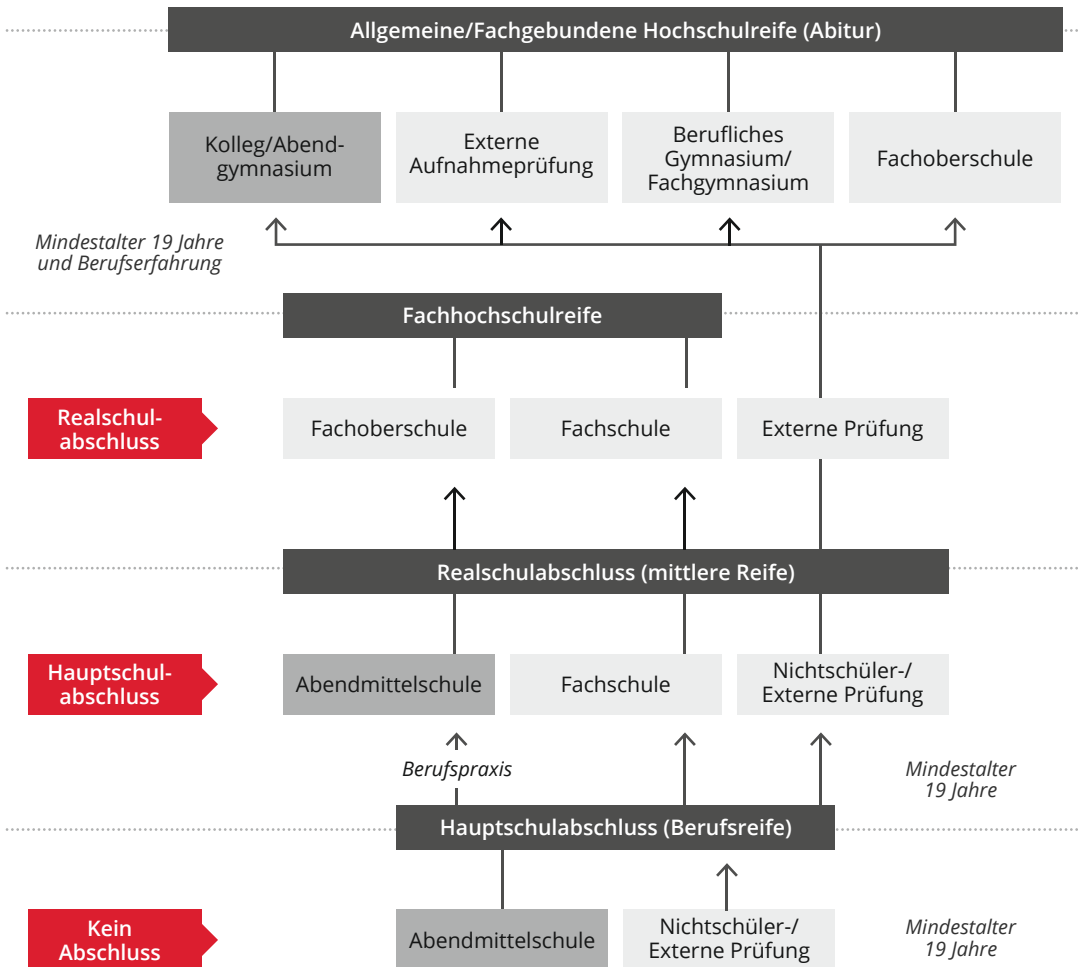 Allgemeine/Fachgebundene Hochschulreife (Abitur)
Kolleg/Abend-
gymnasium
Externe
Aufnahmeprüfung
Berufliches
Gymnasium/
Fachgymnasium
Fachoberschule
Mindestalter 19 Jahre
und Berufserfahrung
Fachhochschulreife
Realschul-
abschluss
Fachoberschule
Fachschule
Externe Prüfung
Realschulabschluss (mittlere Reife)
Hauptschul-
abschluss
Abendmittelschule
Fachschule
Nichtschüler-/
Externe Prüfung
Berufspraxis
Mindestalter
19 Jahre
Hauptschulabschluss (Berufsreife)
Kein
Abschluss
Abendmittelschule
Nichtschüler-/
Externe Prüfung
Mindestalter
19 Jahre